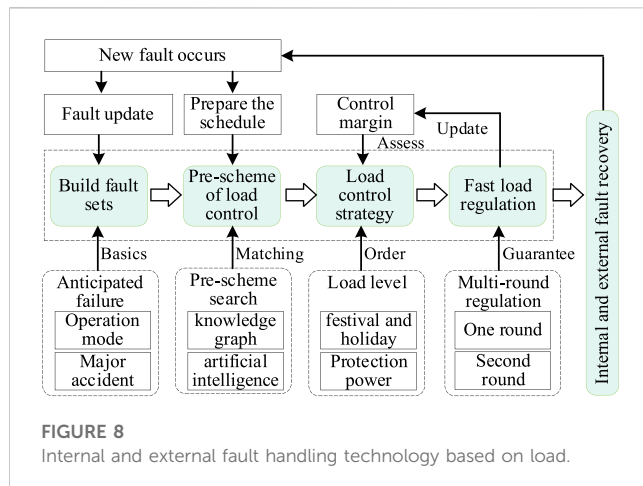 New fault occurs
Fault update
Prepare the
schedule
Control
margin
Update
Assess
Build fault
sets
Pre-scheme
of load
control
Load
control
strategy
Fast load
regulation
Internal and external fault recovery
Basics
Matching
Order
Guarantee
Anticipated
failure
Operation
mode
Major
accident
Pre-scheme
search
knowledge
graph
artificial
intelligence
Load level
festival and
holiday
Protection
power
Multi-round
regulation
One round
Second
round
FIGURE 8
Internal and external fault handling technology based on load.